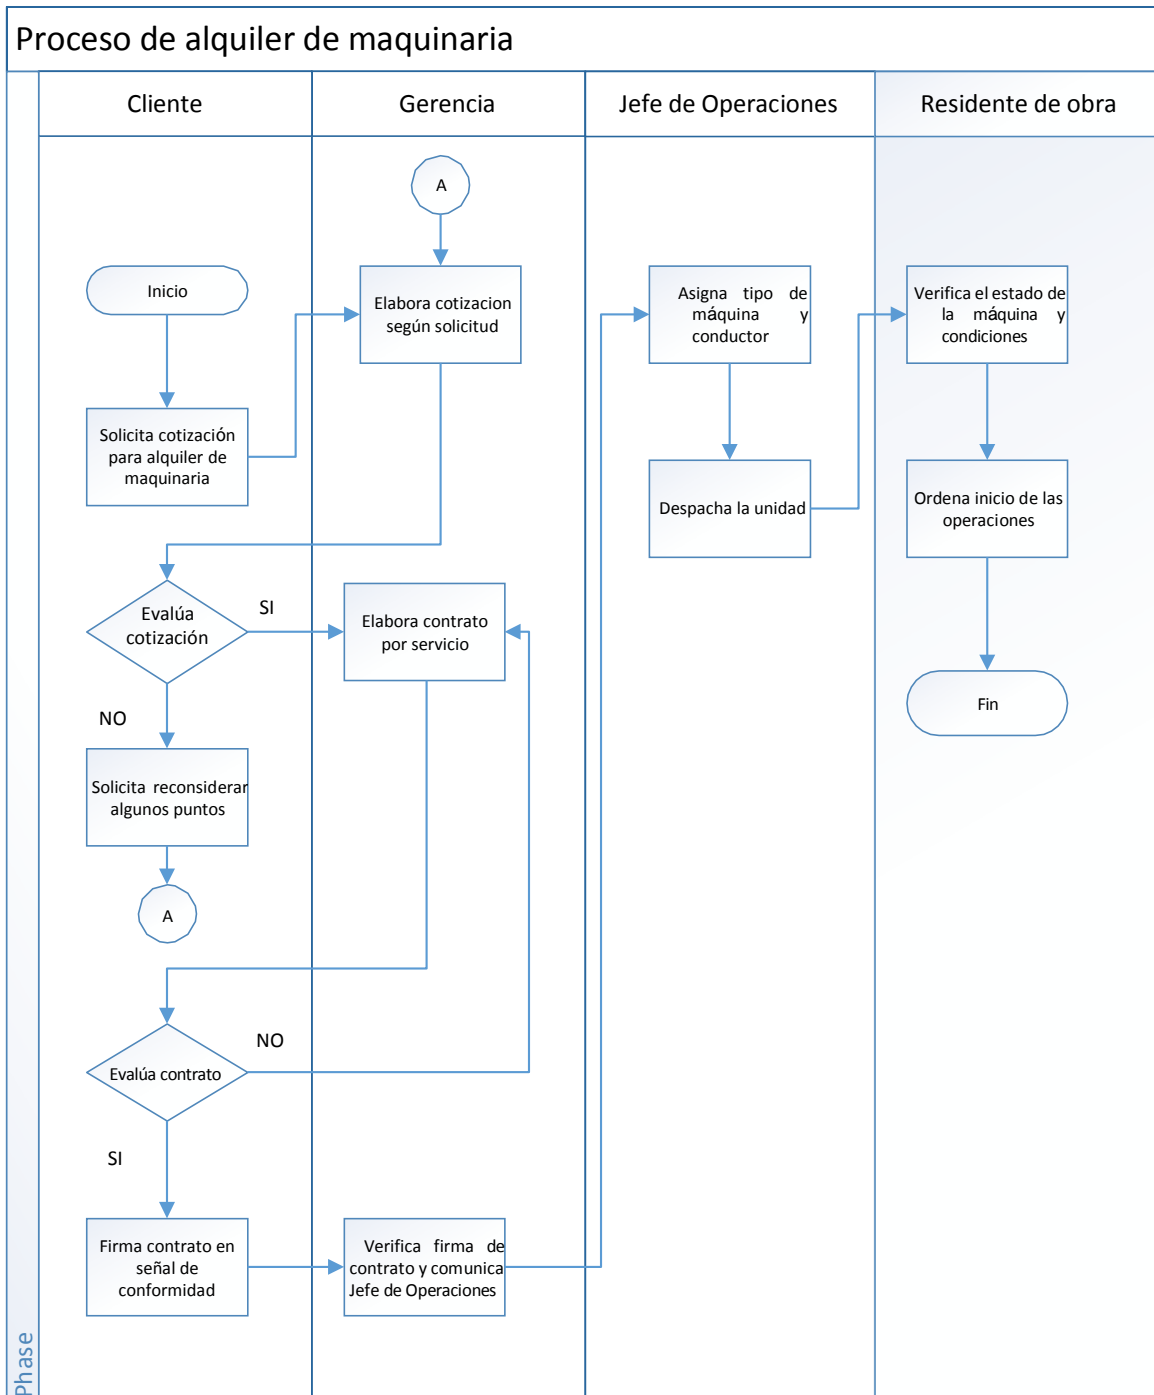 Proceso de alquiler de maquinaria
Cliente
Gerencia
Jefe de Operaciones
Residente de obra
A
Inicio
Elabora cotizacion
según solicitud
Asigna tipo de
máquina y
conductor
Verifica el estado de
la máquina y
condiciones
Solicita cotización
para alquiler de
maquinaria
Despacha la unidad
Ordena inicio de las
operaciones
Evalúa
cotización
SI
Elabora contrato
por servicio
NO
Fin
Solicita reconsiderar
algunos puntos
A
Evalúa contrato
NO
SI
Firma contrato en
señal de
conformidad
Verifica firma de
contrato y comunica
Jefe de Operaciones
Phase